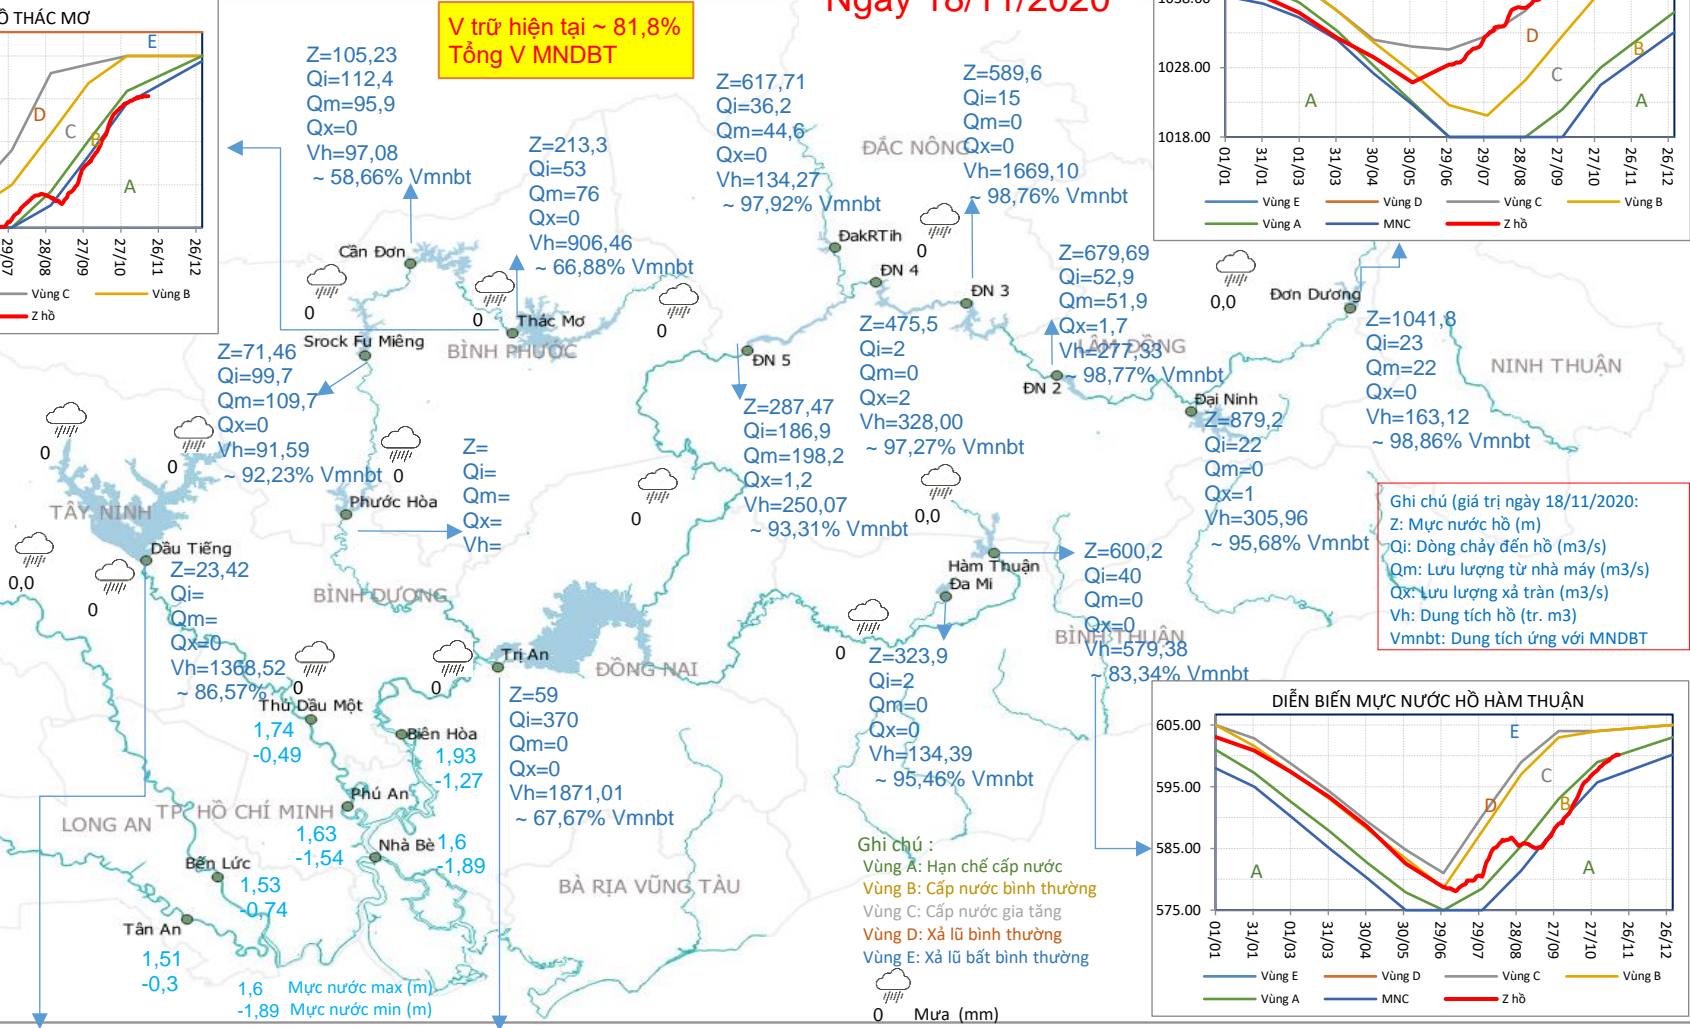 Ngày 18/11/2020
V trữ hiện tại ~ 81,8%
Tổng V MNDBT
Ồ THÁC MƠ
E
D
C
B
A
29/07
28/08
27/09
27/10
26/11
26/12
Vùng C
Vùng B
Z hồ
Z=105,23
Qi=112,4
Qm=95,9
Qx=0
Vh=97,08
~ 58,66% Vmnbt
Z=213,3
Qi=53
Qm=76
Qx=0
Vh=906,46
~ 66,88% Vmnbt
Z=617,71
Qi=36,2
Qm=44,6
Qx=0
Vh=134,27
~ 97,92% Vmnbt
Z=589,6
Qi=15
Qm=0
Qx=0
Vh=1669,10
~ 98,76% Vmnbt
ĐẮC NÔNG
1038.00
1028.00
1018.00
A
D
C
B
A
01/01
31/01
01/03
31/03
30/04
30/05
29/06
29/07
28/08
27/09
27/10
26/11
26/12
Vùng E
Vùng D
Vùng C
Vùng B
Vùng A
MNC
Z hồ
Cần Đơn
0
0
0
Thác Mơ
BÌNH PHƯỚC
Srock Fu Miêng
ĐakRTih
ĐN 4
0
ĐN 3
Z=679,69
Qi=52,9
Qm=51,9
Qx=1,7
Vh=277,33
~ 98,77% Vmnbt
LÂM ĐỒNG
0,0
Đơn Dương
Z=1041,8
Qi=23
Qm=22
Qx=0
Vh=163,12
~ 98,86% Vmnbt
NINH THUẬN
Z=71,46
Qi=99,7
Qm=109,7
Qx=0
Vh=91,59
~ 92,23% Vmnbt
ĐN 5
Z=475,5
Qi=2
Qm=0
Qx=2
Vh=328,00
~ 97,27% Vmnbt
ĐN 2
Đại Ninh
Z=879,2
Qi=22
Qm=0
Qx=1
Vh=305,96
~ 95,68% Vmnbt
Z=287,47
Qi=186,9
Qm=198,2
Qx=1,2
Vh=250,07
~ 93,31% Vmnbt
0
0
0
0
0,0
Z=
Qi=
Qm=
Qx=
Vh=
Phước Hòa
TÂY NINH
Dầu Tiếng
0,0
0
Z=23,42
Qi=
Qm=
Qx=0
Vh=1368,52
~ 86,57%
Ghi chú (giá trị ngày 18/11/2020:
Z: Mực nước hồ (m)
Qi: Dòng chảy đến hồ (m3/s)
Qm: Lưu lượng từ nhà máy (m3/s)
Qx: Lưu lượng xả tràn (m3/s)
Vh: Dung tích hồ (tr. m3)
Vmnbt: Dung tích ứng với MNDBT
Hàm Thuận
Đa Mi
Z=600,2
Qi=40
Qm=0
Qx=0
Vh=579,38
~ 83,34% Vmnbt
BÌNH THUẬN
BÌNH DƯƠNG
0
0
0
Trị An
ĐỒNG NAI
Z=323,9
Qi=2
Qm=0
Qx=0
Vh=134,39
~ 95,46% Vmnbt
Z=59
Qi=370
Qm=0
Qx=0
Vh=1871,01
~ 67,67% Vmnbt
Thủ Dầu Một
1,74
-0,49
Biên Hòa
1,93
-1,27
Phú An
TP HỒ CHÍ MINH
1,63
-1,54
Nhà Bè
1,6
-1,89
LONG AN
Bến Lức
1,53
-0,74
Tân An
1,51
-0,3
BÀ RỊA VŨNG TÀU
1,6 Mực nước max (m)
-1,89 Mực nước min (m)
Ghi chú :
Vùng A: Hạn chế cấp nước
Vùng B: Cấp nước bình thường
Vùng C: Cấp nước gia tăng
Vùng D: Xả lũ bình thường
Vùng E: Xả lũ bất bình thường
0 Mưa (mm)
DIỄN BIẾN MỰC NƯỚC HỒ HÀM THUẬN
605.00
595.00
585.00
575.00
E
C
D
B
A
A
01/01
31/01
01/03
31/03
30/04
30/05
29/06
29/07
28/08
27/09
27/10
26/11
26/12
Vùng E
Vùng D
Vùng C
Vùng B
Vùng A
MNC
Z hồ